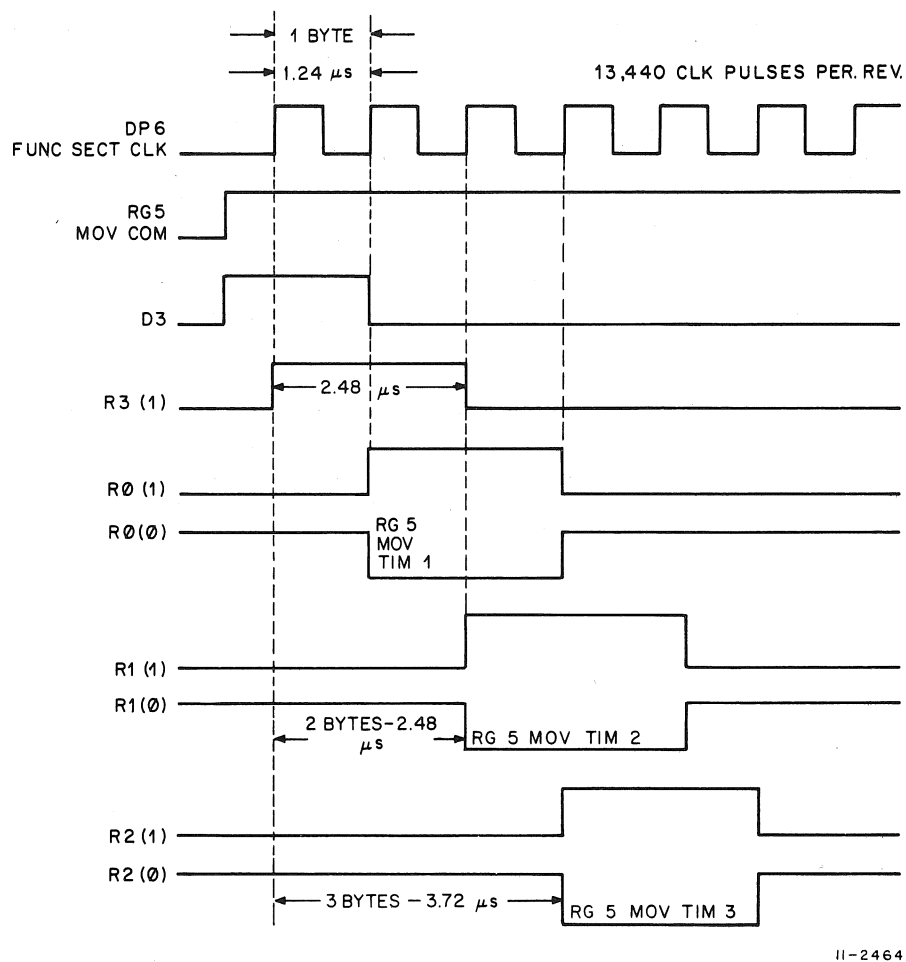 1 BYTE
1.24 μs
13,440 CLK PULSES PER. REV.
DP6
FUNC SECT CLK
RG5
MOV COM
D3
2.48 μs
R3 (1)
RØ (1)
RØ(Ø)
RG 5
MOV
TIM 1
R1 (1)
R1(Ø)
2 BYTES-2.48
μs
RG 5 MOV TIM 2
R2(1)
R2(Ø)
3 BYTES - 3.72 μs
RG 5 MOV TIM 3
11-2464